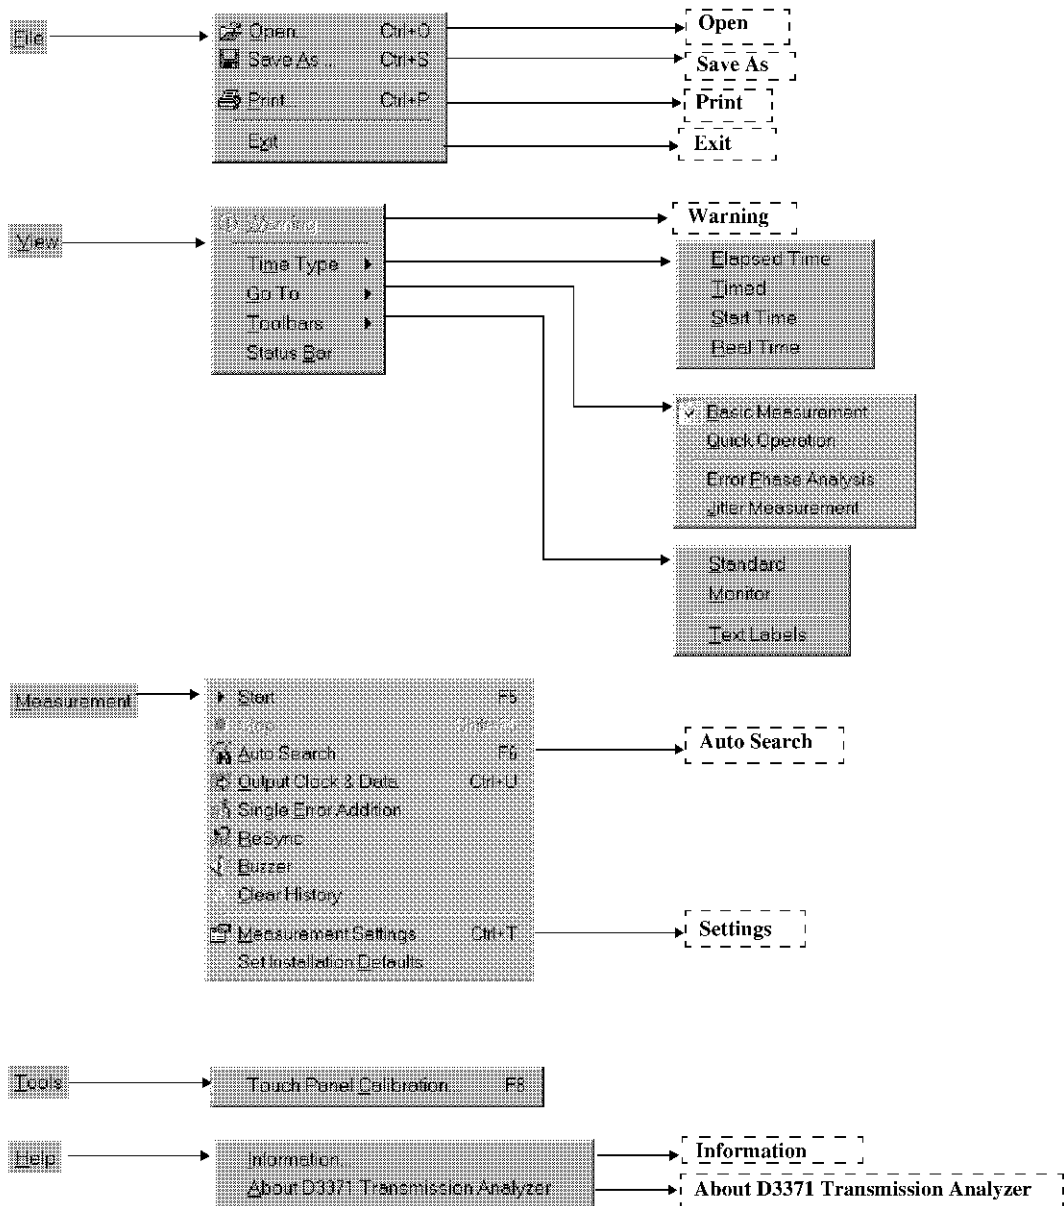 File
Open Ctrl+O
Save As ... Ctrl+S
Print Ctrl+P
Exit
Open
Save As
Print
Exit
View
Warning
Time Type
Go To
Toolbars
Status Bar
Warning
Elapsed Time
Timed
Start Time
Real Time
Basic Measurement
Quick Operation
Error Phase Analysis
Jitter Measurement
Standard
Monitor
Text Labels
Measurement
Start F5
Stop
Auto Search F6
Output Clock & Data Ctrl+U
Single Error Addition
ReSync
Buzzer
Clear History
Measurement Settings Ctrl+T
Set Installation Defaults
Auto Search
Settings
Tools
Touch Panel Calibration F8
Help
Information...
About D3371 Transmission Analyzer
Information
About D3371 Transmission Analyzer